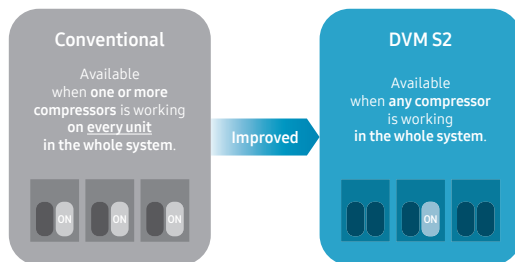 Conventional
Available
when one or more
compressors is working
on every unit
in the whole system.
ON
ON
ON
Improved
DVM S2
Available
when any compressor
is working
in the whole system.
ON